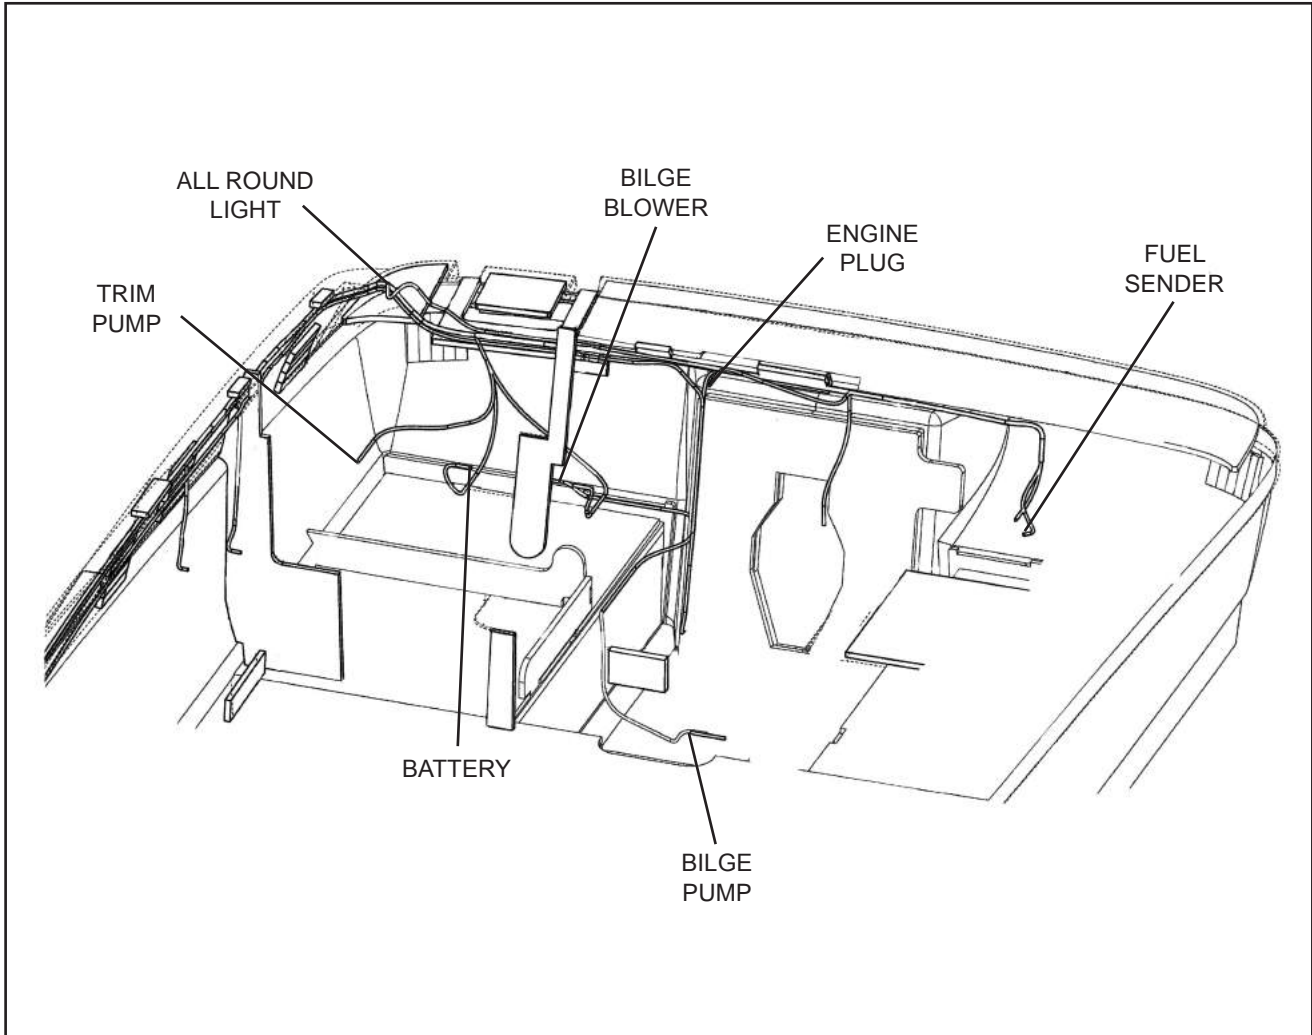 ALL ROUND
LIGHT
BILGE
BLOWER
ENGINE
PLUG
FUEL
SENDER
TRIM
PUMP
BATTERY
BILGE
PUMP